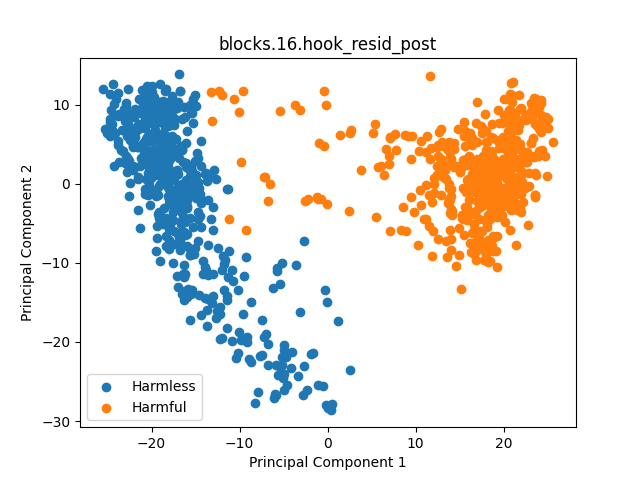 blocks.16.hook_resid_post
Principal Component 2
10
0
−10
−20
−30
Harmless
Harmful
−20
−10
0
10
20
Principal Component 1